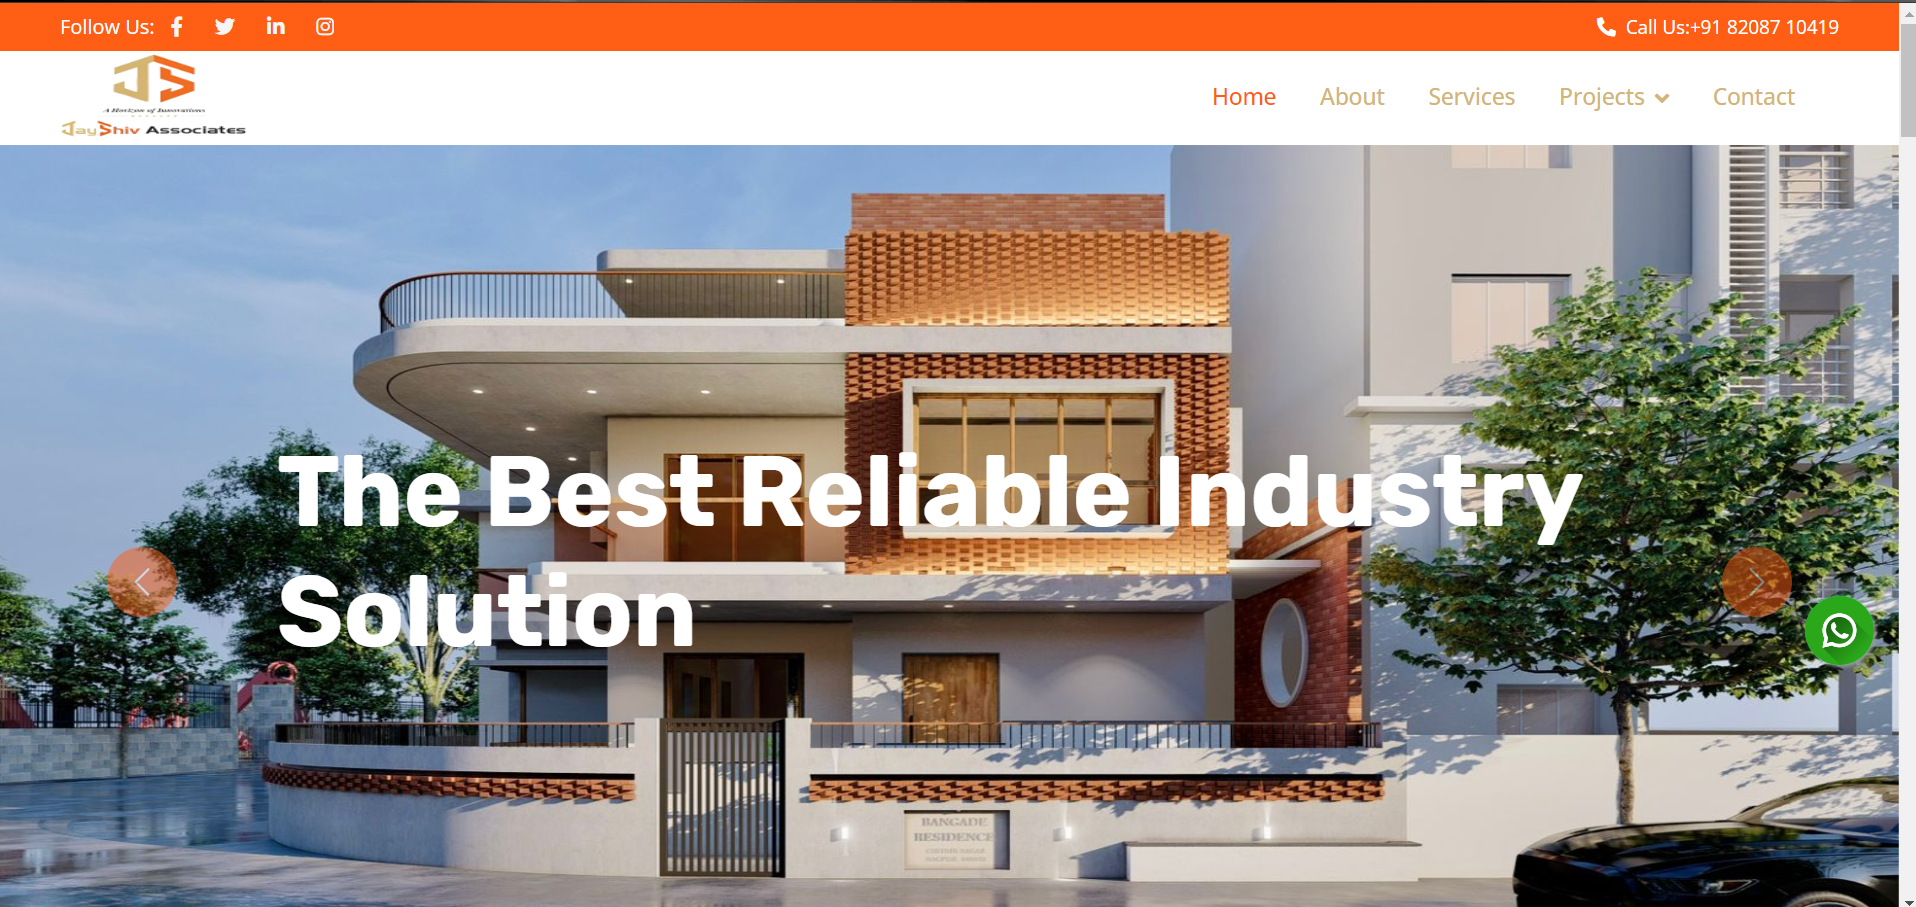 Follow Us:
Call Us:+91 82087 10419
JS
A Horizon of Innovations
JayShiv Associates
Home
About
Services
Projects
Contact
The Best Reliable Industry
Solution
BANGADE
RESIDENCE